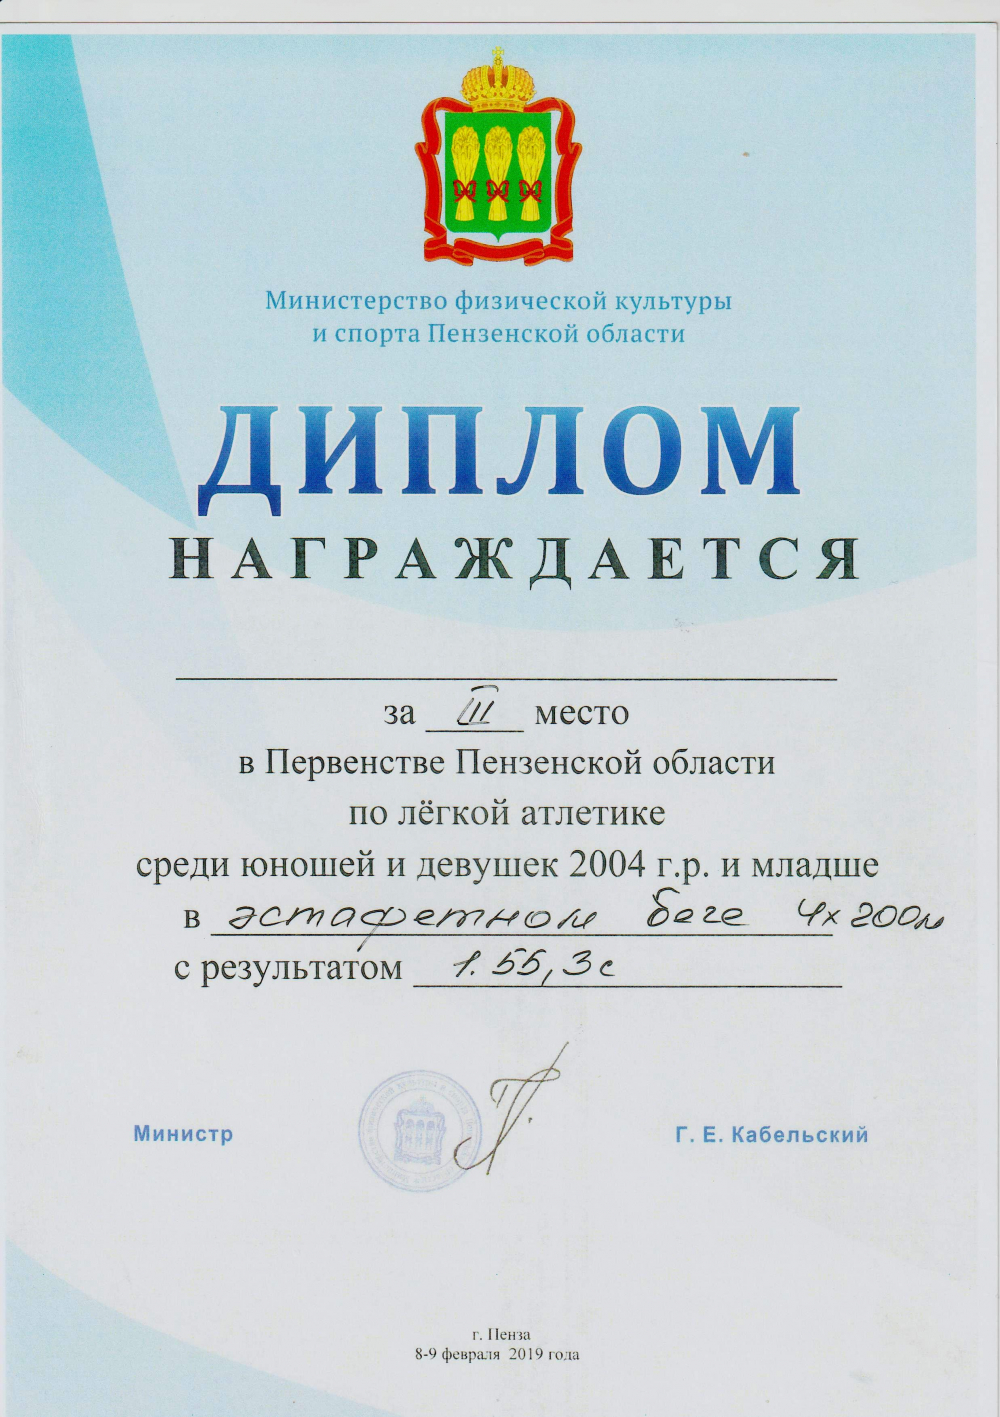 Министерство физической культуры
и спорта Пензенской области
ДИПЛОМ
НАГРАЖДАЕТСЯ
за III место
в Первенстве Пензенской области
по лёгкой атлетике
среди юношей и девушек 2004 г.р. и младше
в эстафетном беге 4х200м
с результатом 1.55,3с
Министр
Г. Е. Кабельский
г. Пенза
8-9 февраля 2019 года